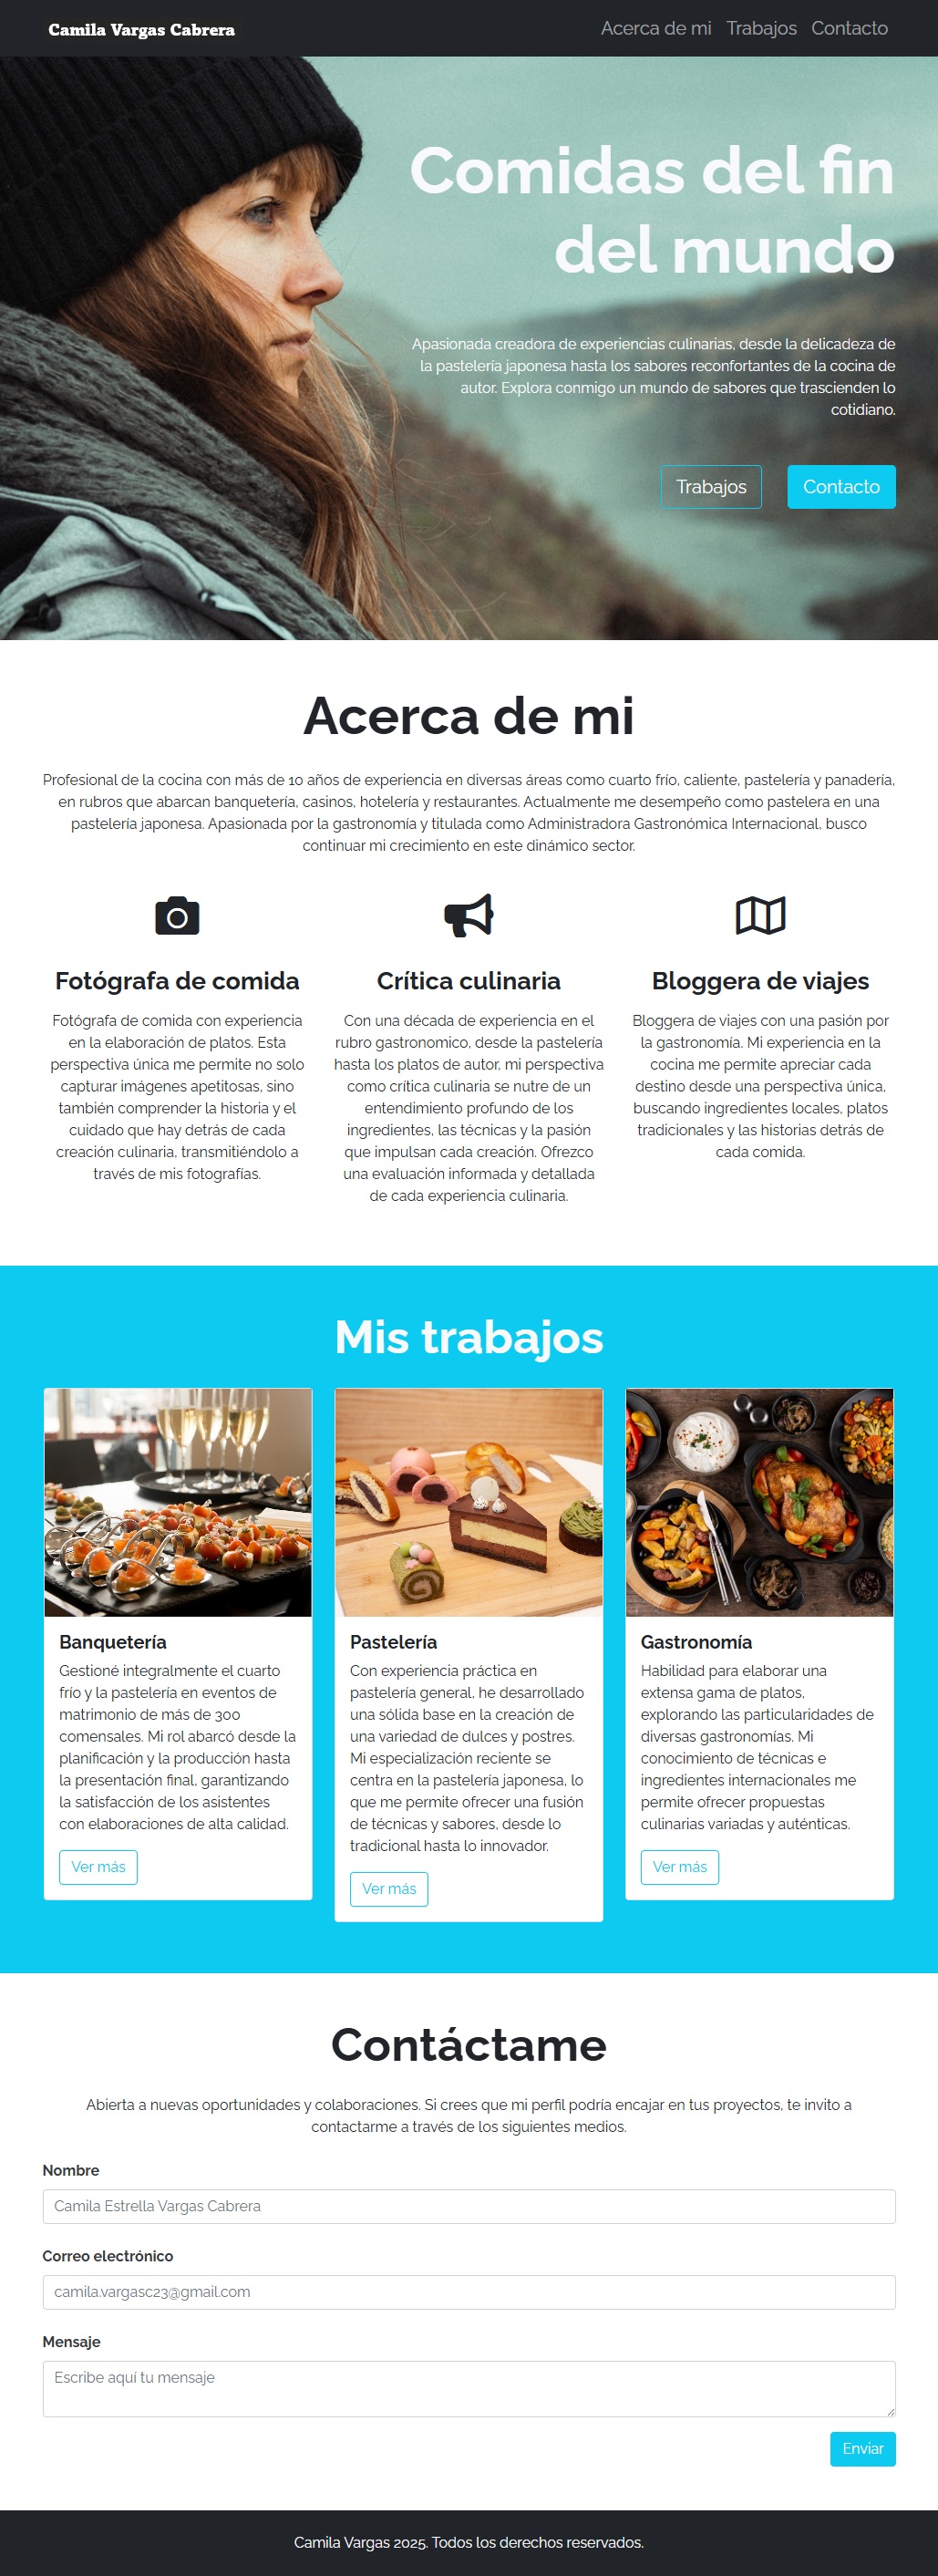 Camila Vargas Cabrera
Acerca de mi Trabajos Contacto
Comidas del fin
del mundo
Apasionada creadora de experiencias culinarias, desde la delicadeza de
la pastelería japonesa hasta los sabores reconfortantes de la cocina de
autor. Explora conmigo un mundo de sabores que trascienden lo
cotidiano.
Trabajos Contacto
Acerca de mi
Profesional de la cocina con más de 10 años de experiencia en diversas áreas como cuarto frío, caliente, pastelería y panadería,
en rubros que abarcan banquetería, casinos, hotelería y restaurantes. Actualmente me desempeño como pastelera en una
pastelería japonesa. Apasionada por la gastronomía y titulada como Administradora Gastronómica Internacional, busco
continuar mi crecimiento en este dinámico sector.
Fotógrafa de comida
Fotógrafa de comida con experiencia
en la elaboración de platos. Esta
perspectiva única me permite no solo
capturar imágenes apetitosas, sino
también comprender la historia y el
cuidado que hay detrás de cada
creación culinaria, transmitiéndolo a
través de mis fotografías.
Crítica culinaria
Con una década de experiencia en el
rubro gastronomico, desde la pastelería
hasta los platos de autor, mi perspectiva
como crítica culinaria se nutre de un
entendimiento profundo de los
ingredientes, las técnicas y la pasión
que impulsan cada creación. Ofrezco
una evaluación informada y detallada
de cada experiencia culinaria.
Bloggera de viajes
Bloggera de viajes con una pasión por
la gastronomía. Mi experiencia en la
cocina me permite apreciar cada
destino desde una perspectiva única,
buscando ingredientes locales, platos
tradicionales y las historias detrás de
cada comida.
Mis trabajos
Banquetería
Gestioné integralmente el cuarto
frío y la pastelería en eventos de
matrimonio de más de 300
comensales. Mi rol abarcó desde la
planificación y la producción hasta
la presentación final, garantizando
la satisfacción de los asistentes
con elaboraciones de alta calidad.
Ver más
Pastelería
Con experiencia práctica en
pastelería general, he desarrollado
una sólida base en la creación de
una variedad de dulces y postres.
Mi especialización reciente se
centra en la pastelería japonesa, lo
que me permite ofrecer una fusión
de técnicas y sabores, desde lo
tradicional hasta lo innovador.
Ver más
Gastronomía
Habilidad para elaborar una
extensa gama de platos,
explorando las particularidades de
diversas gastronomías. Mi
conocimiento de técnicas e
ingredientes internacionales me
permite ofrecer propuestas
culinarias variadas y auténticas.
Ver más
Contáctame
Abierta a nuevas oportunidades y colaboraciones. Si crees que mi perfil podría encajar en tus proyectos, te invito a
contactarme a través de los siguientes medios.
Nombre
Camila Estrella Vargas Cabrera
Correo electrónico
camila.vargasc23@gmail.com
Mensaje
Escribe aquí tu mensaje
Enviar
Camila Vargas 2025. Todos los derechos reservados.